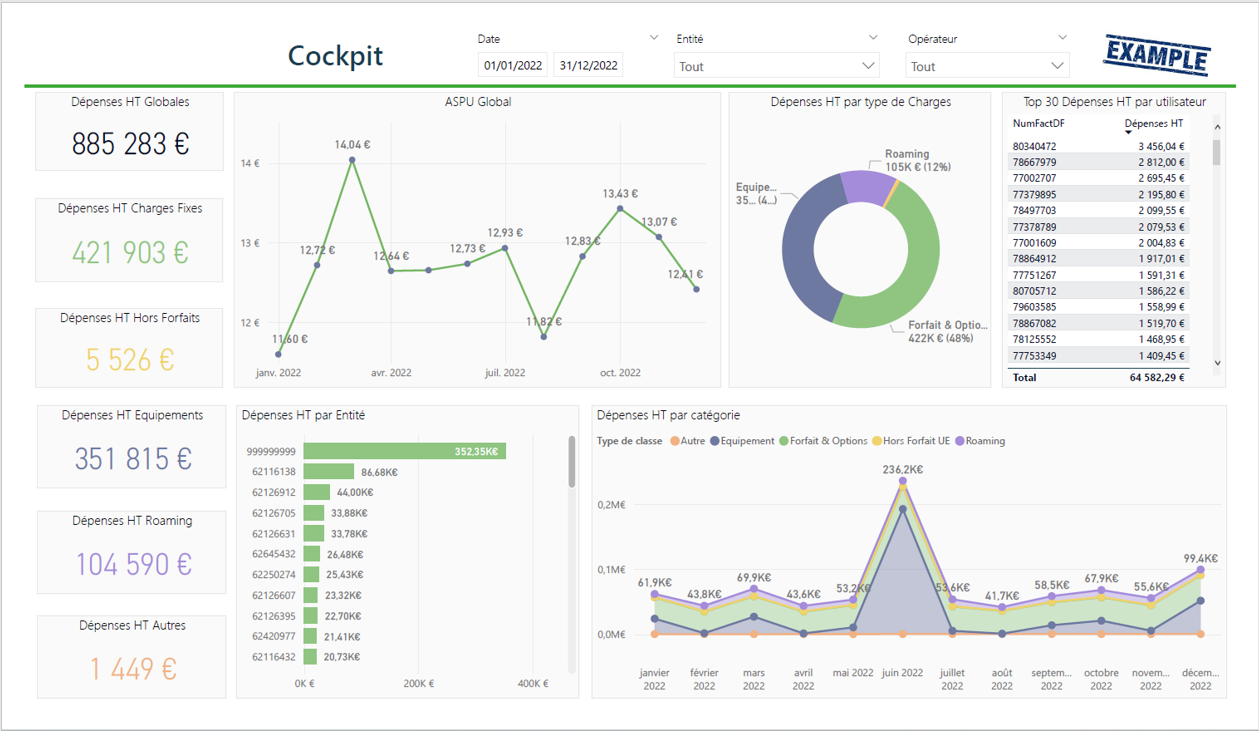 Cockpit
Date
01/01/2022 31/12/2022
Entité
Tout
Opérateur
Tout
EXAMPLE
Dépenses HT Globales
885 283 €
Dépenses HT Charges Fixes
421 903 €
Dépenses HT Hors Forfaits
5 526 €
ASPU Global
14 €
13 €
12 €
11,60 €
12,72 €
14,04 €
12,64 €
12,73 €
12,93 €
11,82 €
12,83 €
13,43 €
13,07 €
12,41 €
janv. 2022 avr. 2022 juil. 2022 oct. 2022
Dépenses HT par type de Charges
Roaming
105K € (12%)
Equipe...
35... (4...)
Forfait & Optio...
422K € (48%)
Top 30 Dépenses HT par utilisateur
NumFactDF Dépenses HT
80340472 3 456,04 €
78667979 2 812,00 €
77002707 2 695,45 €
77379895 2 195,80 €
78497703 2 099,55 €
77378789 2 079,53 €
77001609 2 004,83 €
78864912 1 917,01 €
77751267 1 591,31 €
80705712 1 586,22 €
79603585 1 558,99 €
78867082 1 519,70 €
78125552 1 468,95 €
77753349 1 409,45 €
Total 64 582,29 €
Dépenses HT Equipements
351 815 €
Dépenses HT Roaming
104 590 €
Dépenses HT Autres
1 449 €
Dépenses HT par Entité
999999999 352,35K€
62116138 86,68K€
62126912 44,00K€
62126705 33,88K€
62126631 33,78K€
62645432 26,48K€
62250274 25,43K€
62126607 23,32K€
62126395 22,70K€
62420977 21,41K€
62116432 20,73K€
0K € 200K € 400K €
Dépenses HT par catégorie
Type de classe Autre Equipement Forfait & Options Hors Forfait UE Roaming
0,2M€
0,1M€
0,0M€
61,9K€
43,8K€
69,9K€
43,6K€
53,2K€
236,2K€
53,6K€
41,7K€
58,5K€
67,9K€
55,6K€
99,4K€
janvier février mars avril mai 2022 juin 2022 juillet août septem... octobre novem... décem...
2022 2022 2022 2022 2022 2022 2022 2022 2022 2022